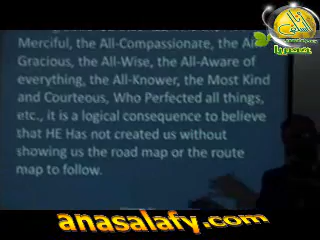 Merciful, the All-Compassionate, the
Gracious, the All-Wise, the All-Aware of
everything, the All-Knower, the Most Kind
and Courteous, Who Perfected all things,
etc., it is a logical consequence to believe
that HE Has not created us without
showing us the road map or the route
map to follow.
anasalafy.com